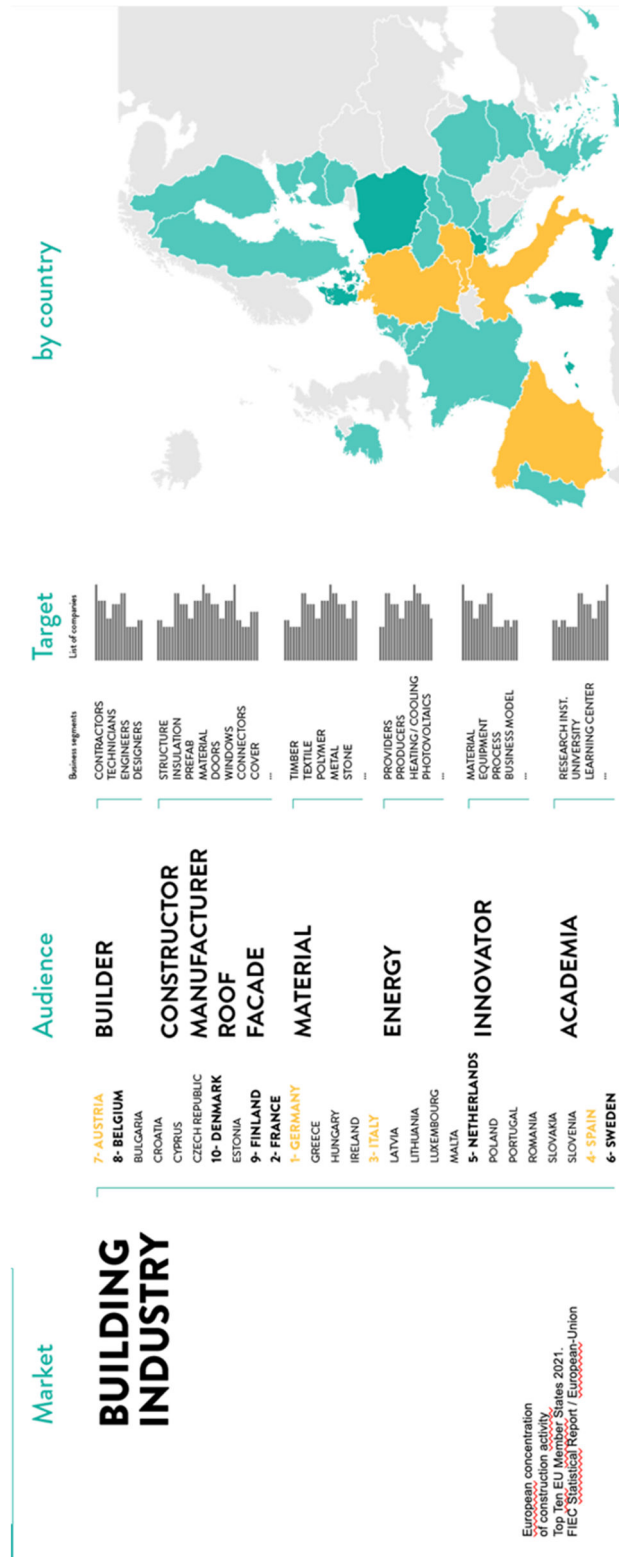 Market
BUILDING
INDUSTRY
European concentration
of construction activity
Top Ten EU Member States 2021.
FIEC Statistical Report / European-Union
7- AUSTRIA
8- BELGIUM
BULGARIA
CROATIA
CYPRUS
CZECH REPUBLIC
10- DENMARK
ESTONIA
9- FINLAND
2- FRANCE
1- GERMANY
GREECE
HUNGARY
IRELAND
3- ITALY
LATVIA
LITHUANIA
LUXEMBOURG
MALTA
5- NETHERLANDS
POLAND
PORTUGAL
ROMANIA
SLOVAKIA
SLOVENIA
4- SPAIN
6- SWEDEN
Audience
BUILDER
CONSTRUCTOR
MANUFACTURER
ROOF
FACADE
MATERIAL
ENERGY
INNOVATOR
ACADEMIA
Target
Business segments
List of companies
CONTRACTORS
TECHNICIANS
ENGINEERS
DESIGNERS
STRUCTURE
INSULATION
PREFAB
MATERIAL
DOORS
WINDOWS
CONNECTORS
COVER
...
TIMBER
TEXTILE
POLYMER
METAL
STONE
...
PROVIDERS
PRODUCERS
HEATING / COOLING
PHOTOVOLTAICS
...
MATERIAL
EQUIPMENT
PROCESS
BUSINESS MODEL
...
RESEARCH INST.
UNIVERSITY
LEARNING CENTER
...
by country